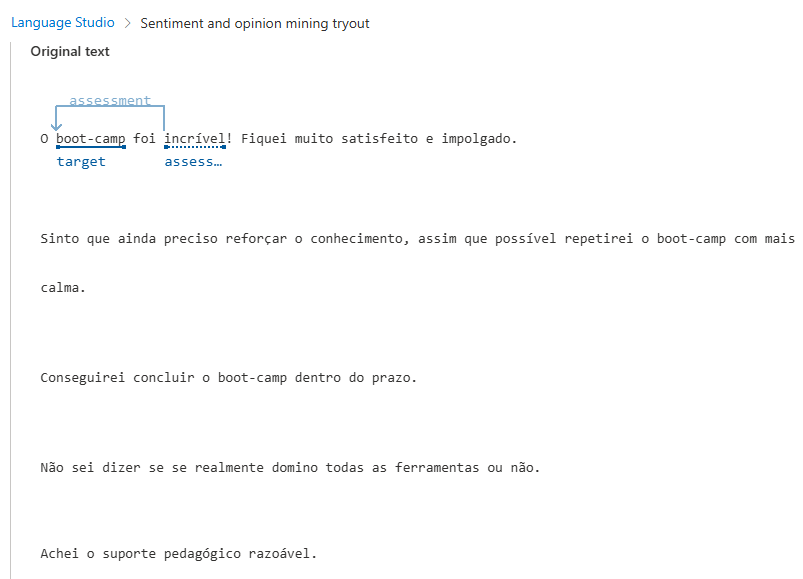 Language Studio > Sentiment and opinion mining tryout
Original text
assessment
O boot-camp foi incrível! Fiquei muito satisfeito e impolgado.
target assess…
Sinto que ainda preciso reforçar o conhecimento, assim que possível repetirei o boot-camp com mais
calma.
Conseguirei concluir o boot-camp dentro do prazo.
Não sei dizer se se realmente domino todas as ferramentas ou não.
Achei o suporte pedagógico razoável.